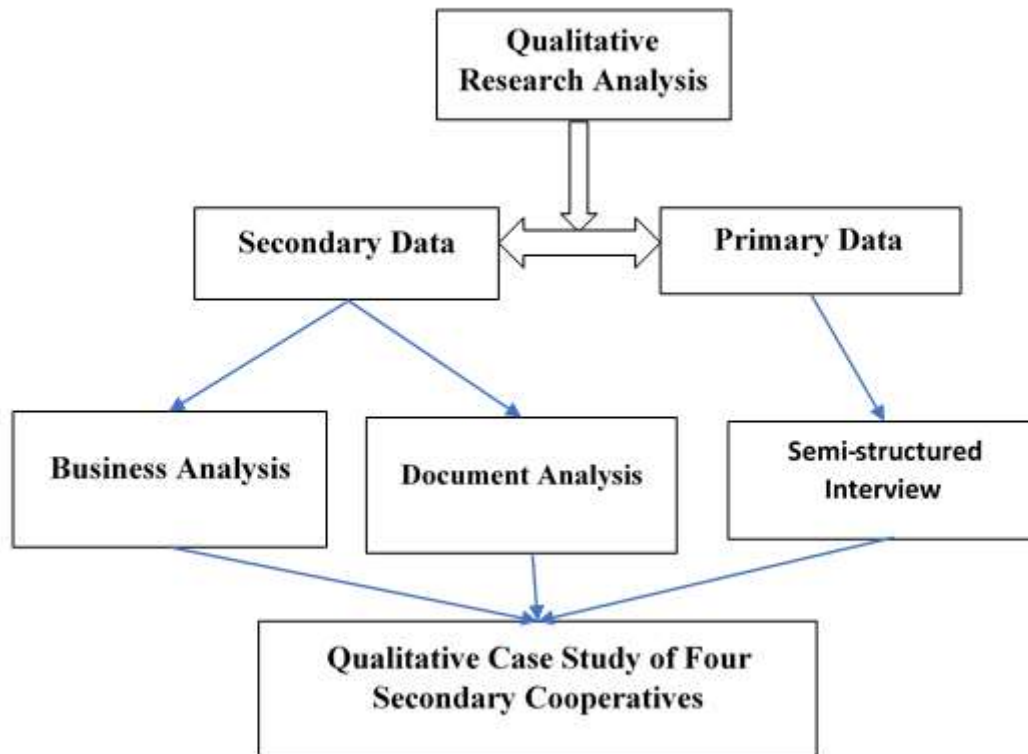 Qualitative
Research Analysis
Secondary Data
Primary Data
Business Analysis
Document Analysis
Semi-structured
Interview
Qualitative Case Study of Four
Secondary Cooperatives